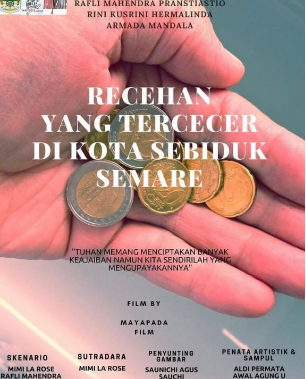 RAFLI MAHENDRA PRANSTIASTIO
RINI KUSRINI HERMALINDA
ARMADA MANDALA
RECEHAN
YANG TERCECER
DI KOTA SEBIDUK
SEMARE
"TUHAN MEMANG MENCIPTAKAN BANYAK
KEAJAIBAN NAMUN KITA SENDIRILAH YANG
MENGUPAYAKANNYA"
FILM BY
MAYAPADA
FILM
SKENARIO
MIMI LA ROSE
RAFLI MAHENDRA
SUTRADARA
MIMI LA ROSE
PENYUNTING
GAMBAR
SAUNICHI AGUS
SAUCHI
PENATA ARTISTIK &
SAMPUL
ALDI PERMATA
AWAL AGUNG U